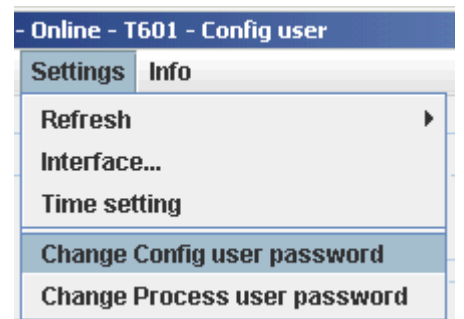 - Online - T601 - Config user
Settings Info
Refresh
Interface...
Time setting
Change Config user password
Change Process user password